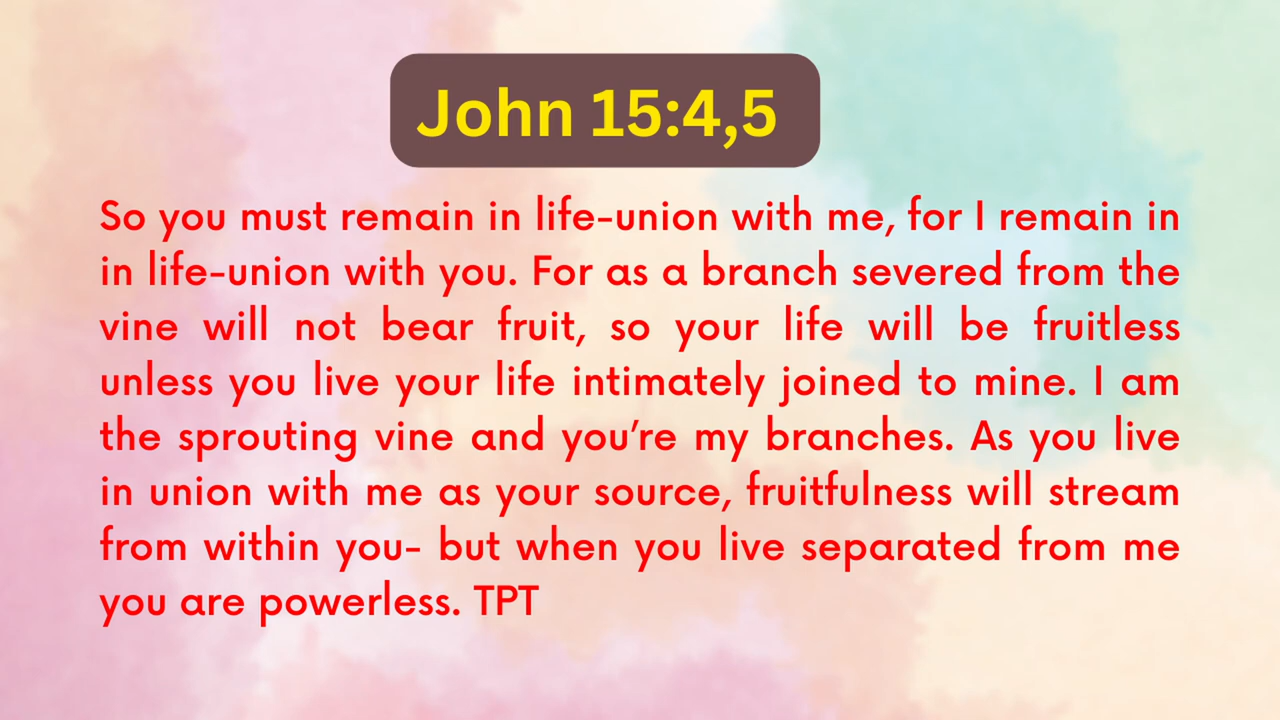 John 15:4,5
So you must remain in life-union with me, for I remain in
in life-union with you. For as a branch severed from the
vine will not bear fruit, so your life will be fruitless
unless you live your life intimately joined to mine. I am
the sprouting vine and you’re my branches. As you live
in union with me as your source, fruitfulness will stream
from within you- but when you live separated from me
you are powerless. TPT